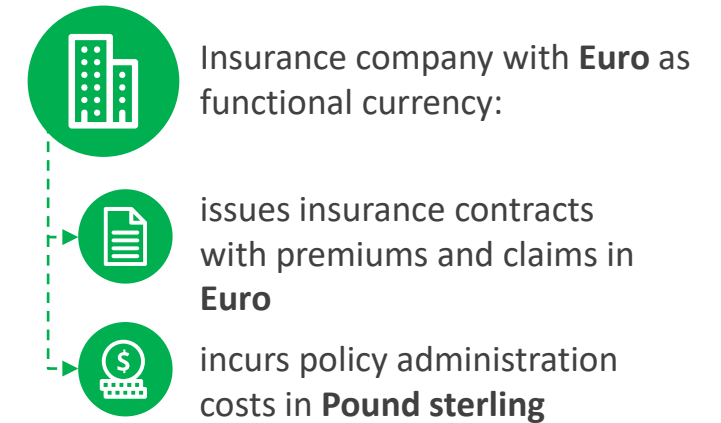 Insurance company with Euro as
functional currency:
issues insurance contracts
with premiums and claims in
Euro
$
incurs policy administration
costs in Pound sterling